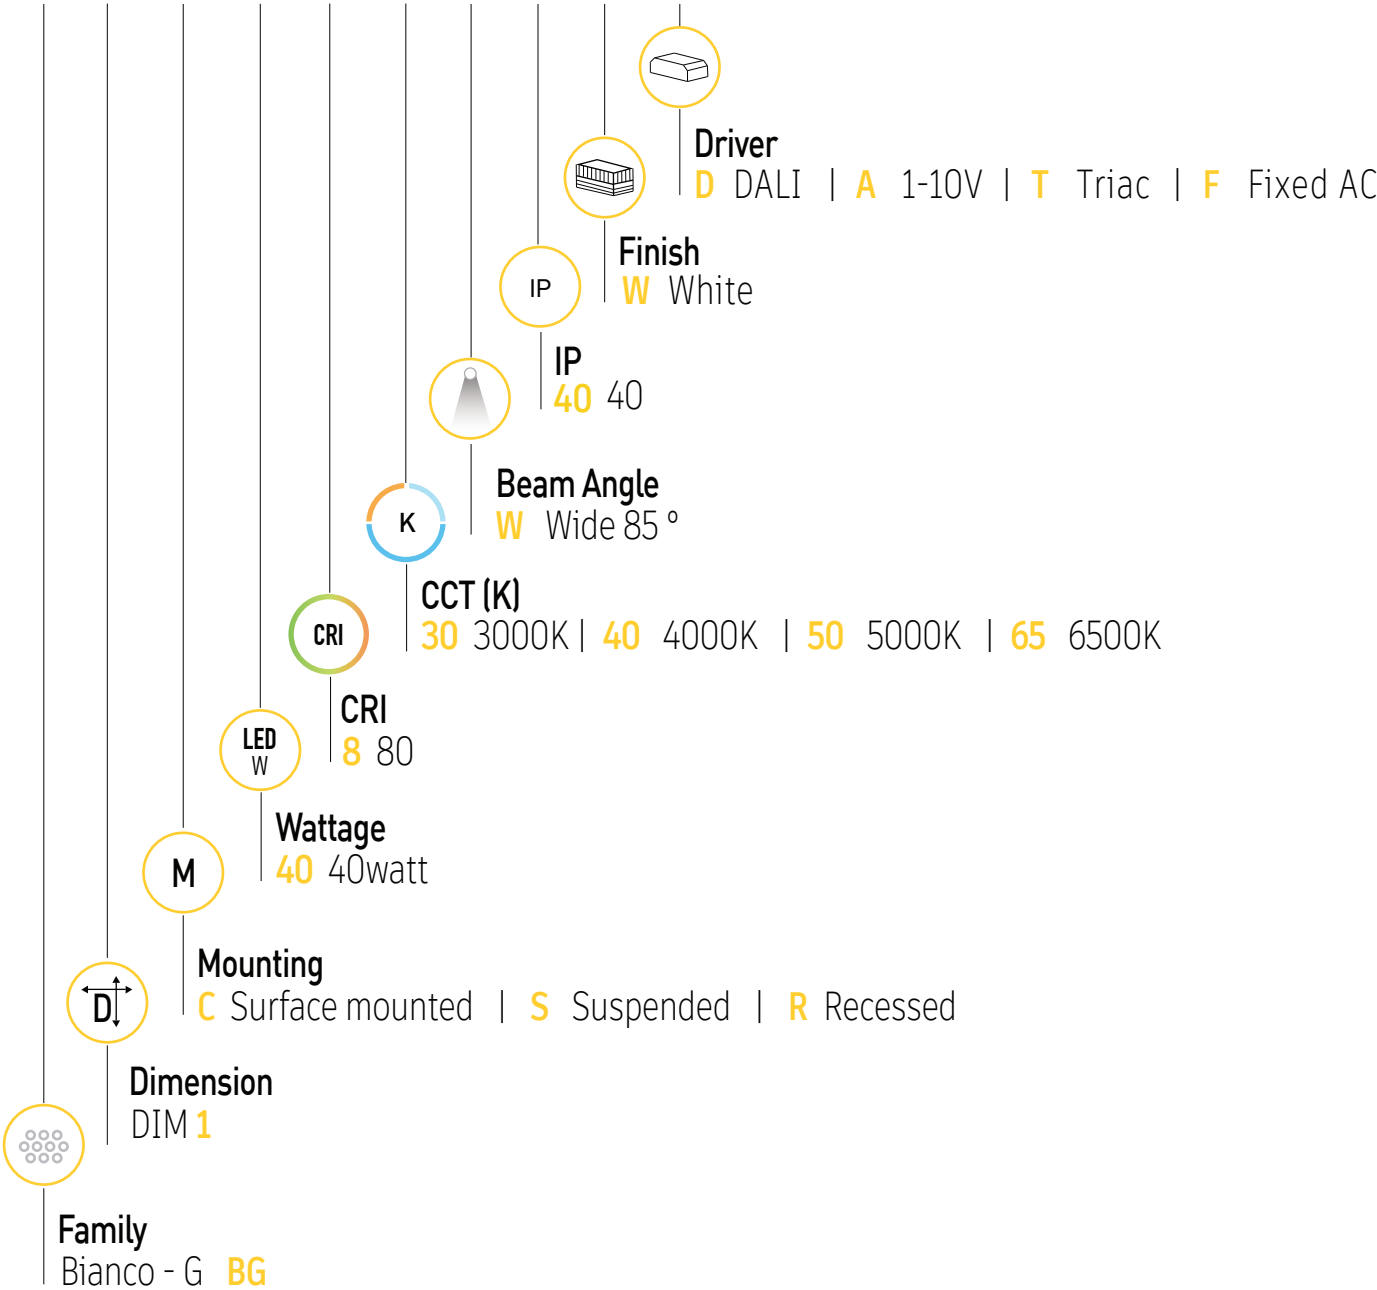 Driver
D DALI | A 1-10V | T Triac | F Fixed AC
Finish
W White
IP
IP
40 40
Beam Angle
W Wide 85 º
K
CCT (K)
30 3000K | 40 4000K | 50 5000K | 65 6500K
CRI
CRI
8 80
LED
W
Wattage
40 40watt
M
Mounting
C Surface mounted | S Suspended | R Recessed
D
Dimension
DIM 1
Family
Bianco - G BG